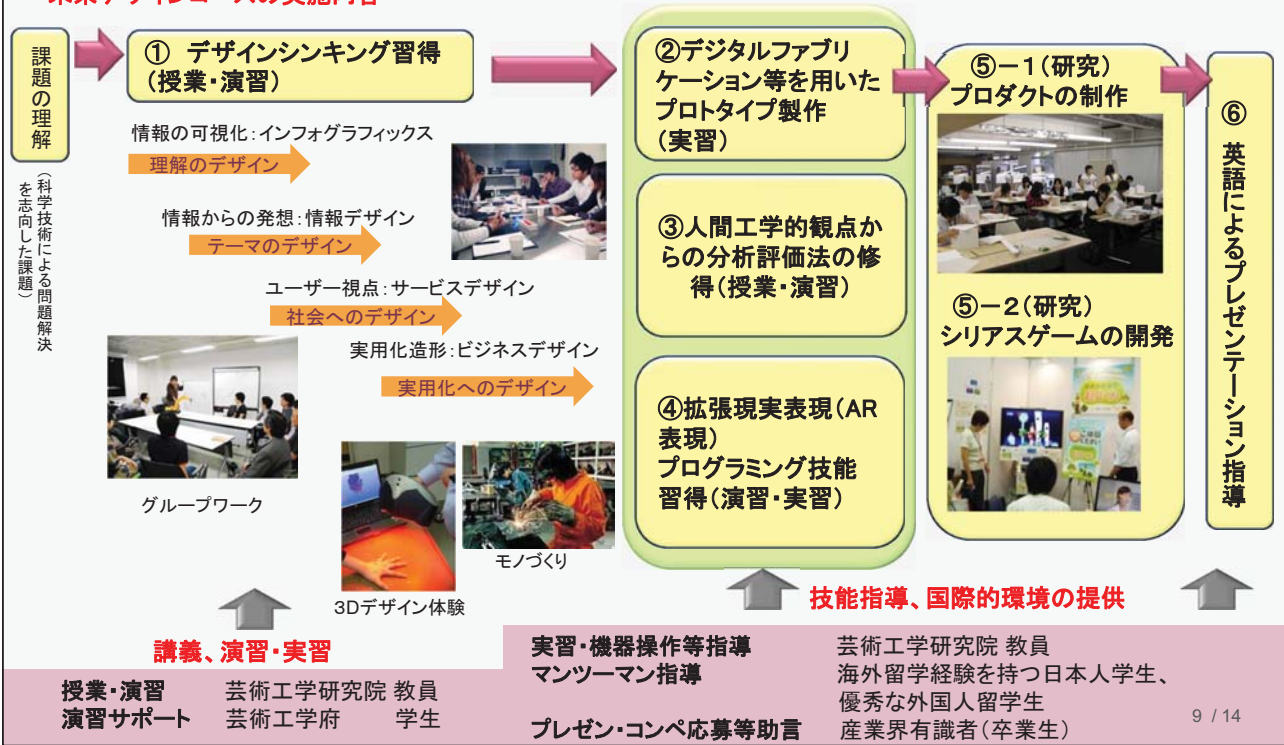 課題の理解
（科学技術による問題解決
を志向した課題）
① デザインシンキング習得
（授業・演習）
情報の可視化：インフォグラフィックス
理解のデザイン
情報からの発想：情報デザイン
テーマのデザイン
ユーザー視点：サービスデザイン
社会へのデザイン
実用化造形：ビジネスデザイン
実用化へのデザイン
グループワーク
3Dデザイン体験
モノづくり
②デジタルファブリ
ケーション等を用いた
プロトタイプ製作
（実習）
③人間工学的観点か
らの分析評価法の修
得（授業・演習）
④拡張現実表現（AR
表現）
プログラミング技能
習得（演習・実習）
⑤－１（研究）
プロダクトの制作
⑤－２（研究）
シリアスゲームの開発
⑥ 英語によるプレゼンテーション指導
講義、演習・実習
授業・演習 芸術工学研究院 教員
演習サポート 芸術工学府 学生
技能指導、国際的環境の提供
実習・機器操作等指導 芸術工学研究院 教員
マンツーマン指導 海外留学経験を持つ日本人学生、
優秀な外国人留学生
プレゼン・コンペ応募等助言 産業界有識者（卒業生）
9 / 14